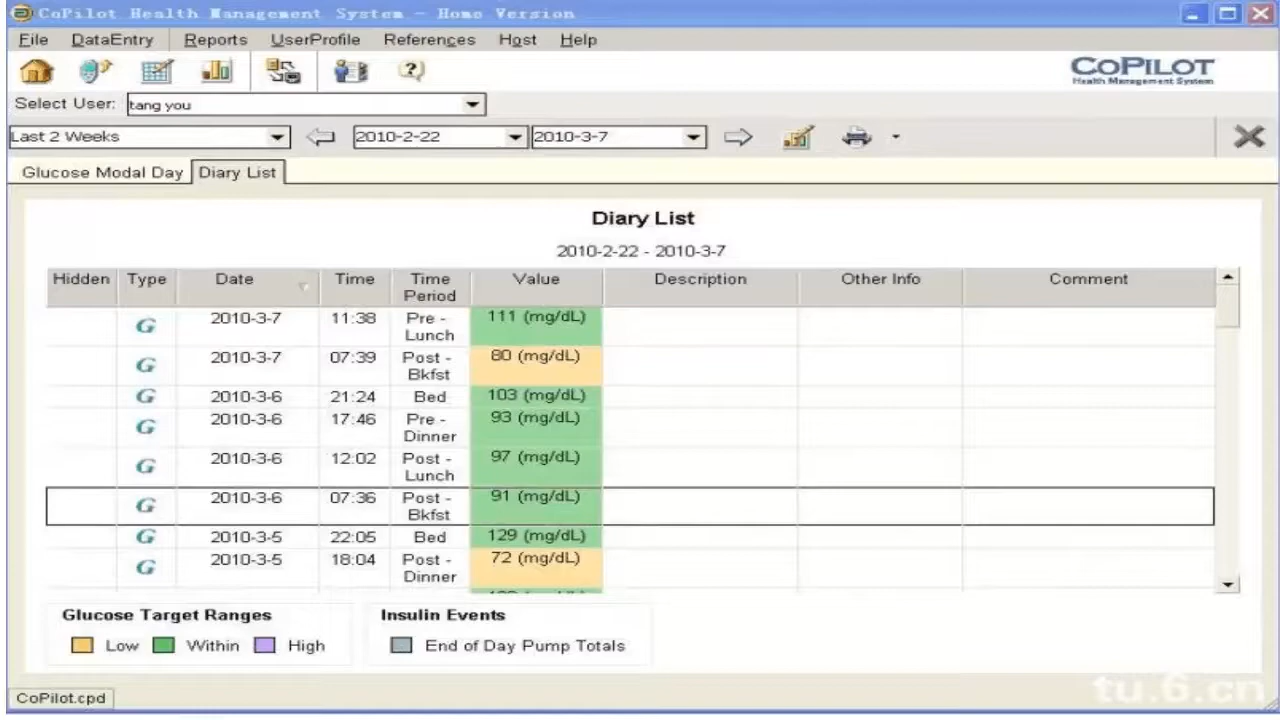 CoPilot Health Management System - Home Version
File DataEntry Reports UserProfile References Host Help
CoPILOT
Health Management System
Select User: tang you
Last 2 Weeks 2010-2-22 2010-3-7
Glucose Modal Day Diary List
Diary List
2010-2-22 - 2010-3-7
Hidden Type Date Time Time Period Value Description Other Info Comment
G 2010-3-7 11:38 Pre - Lunch 111 (mg/dL)
G 2010-3-7 07:39 Post - Bkfst 80 (mg/dL)
G 2010-3-6 21:24 Bed 103 (mg/dL)
G 2010-3-6 17:46 Pre - Dinner 93 (mg/dL)
G 2010-3-6 12:02 Post - Lunch 97 (mg/dL)
G 2010-3-6 07:36 Post - Bkfst 91 (mg/dL)
G 2010-3-5 22:05 Bed 129 (mg/dL)
G 2010-3-5 18:04 Post - Dinner 72 (mg/dL)
Glucose Target Ranges Insulin Events
Low Within High End of Day Pump Totals
CoPilot.cpd
tu.6.cn